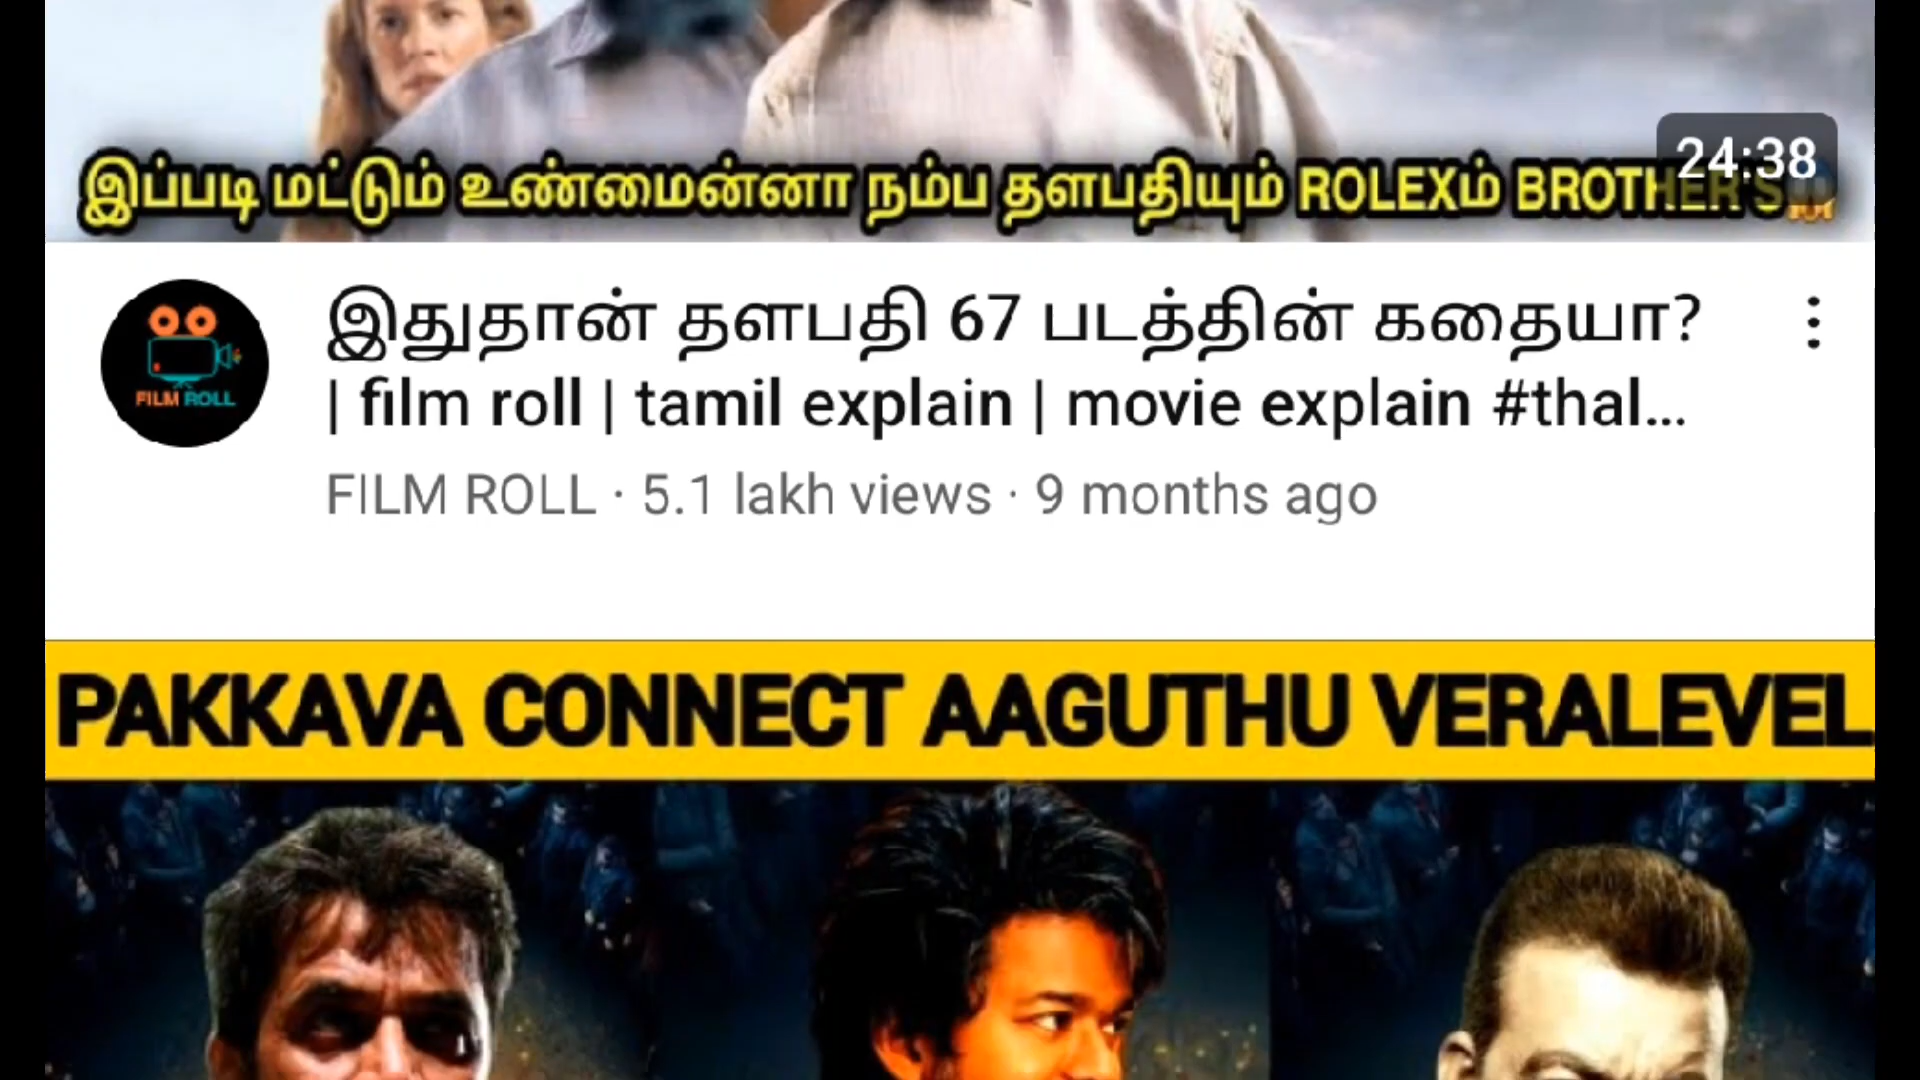 இப்படி மட்டும் உண்மைன்னா நம்ப தளபதியும் ROLEXம் BROTHER'S
24:38
FILM ROLL
இதுதான் தளபதி 67 படத்தின் கதையா?
| film roll | tamil explain | movie explain #thal...
FILM ROLL · 5.1 lakh views · 9 months ago
PAKKAVA CONNECT AAGUTHU VERALEVEL